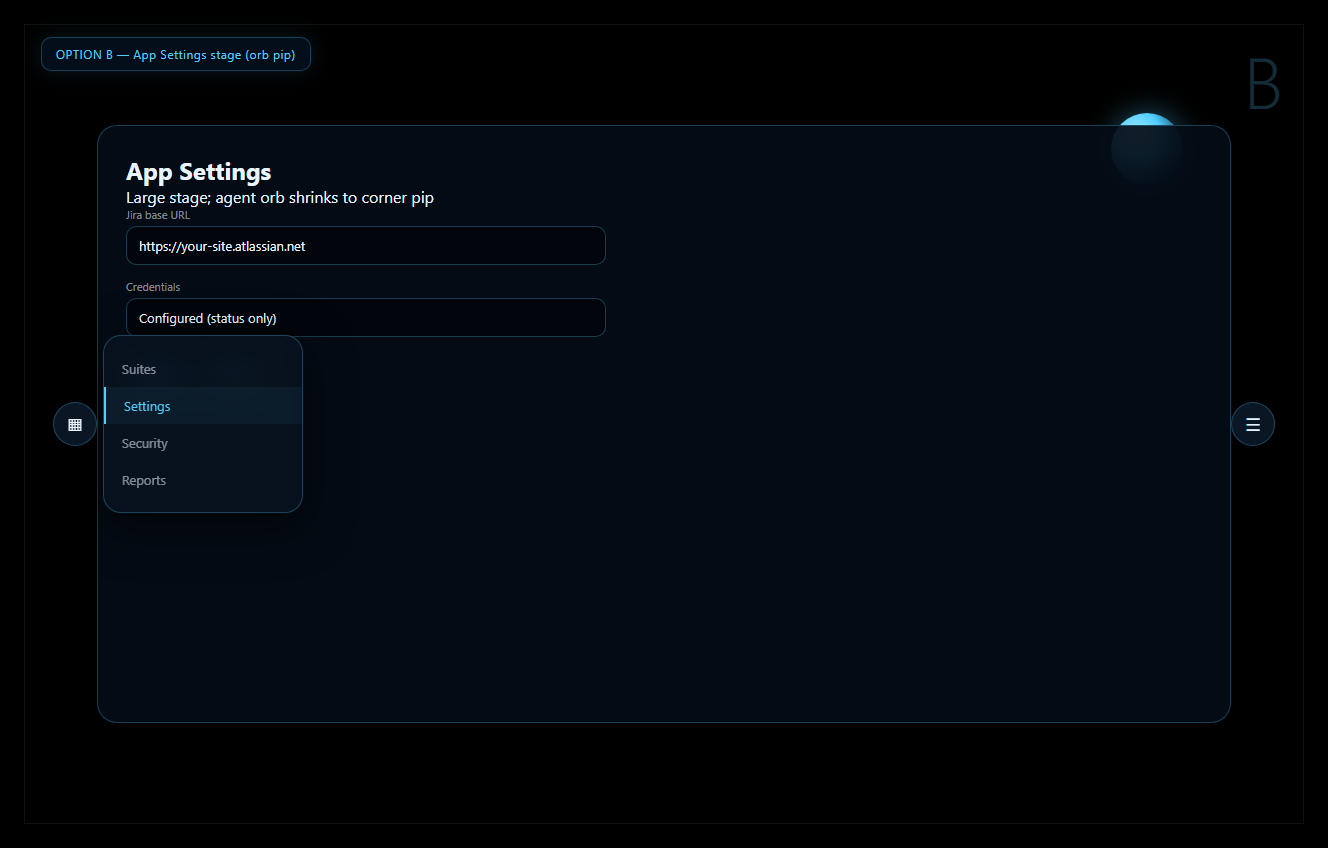 OPTION B — App Settings stage (orb pip)
B
App Settings
Large stage; agent orb shrinks to corner pip
Jira base URL
https://your-site.atlassian.net
Credentials
Configured (status only)
Suites
Settings
Security
Reports